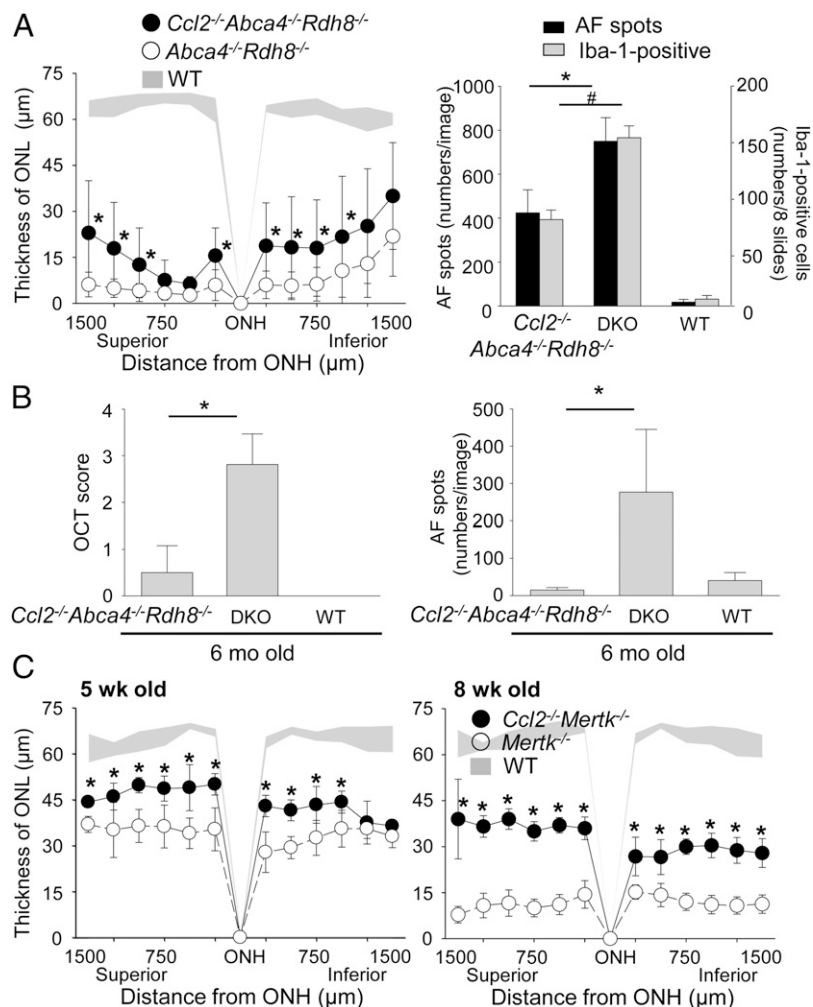 A
Ccl2-/-Abca4-/-Rdh8-/-
Abca4-/-Rdh8-/-
WT
Thickness of ONL (μm)
75
60
45
30
15
0
1500 750 ONH 750 1500
Superior Inferior
Distance from ONH (μm)
* * * * * * * *
AF spots
Iba-1-positive
*
#
AF spots (numbers/image)
1000
800
600
400
200
0
200
150
100
50
0
Iba-1-positive cells
(numbers/8 slides)
Ccl2-/- DKO WT
Abca4-/-Rdh8-/-
B
OCT score
4
3
2
1
0
*
Ccl2-/-Abca4-/-Rdh8-/- DKO WT
6 mo old
AF spots
(numbers/image)
500
400
300
200
100
0
*
Ccl2-/-Abca4-/-Rdh8-/- DKO WT
6 mo old
C
5 wk old
Thickness of ONL (μm)
75
60
45
30
15
0
* * * * * * * * *
1500 750 ONH 750 1500
Superior Inferior
Distance from ONH (μm)
8 wk old
Ccl2-/-Mertk-/-
Mertk-/-
WT
75
60
45
30
15
0
* * * * * * * * * * * *
1500 750 ONH 750 1500
Superior Inferior
Distance from ONH (μm)